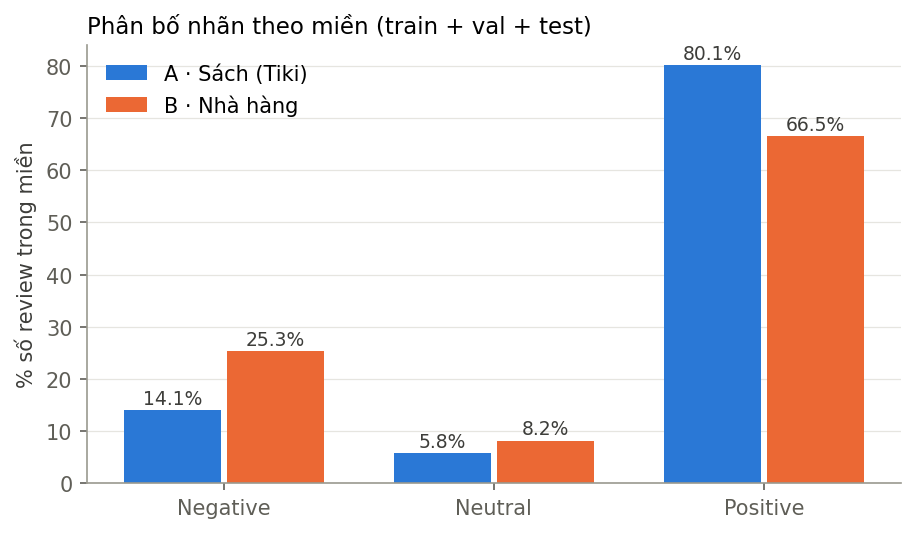 Phân bố nhãn theo miền (train + val + test)
A · Sách (Tiki)
B · Nhà hàng
% số review trong miền
80
70
60
50
40
30
20
10
0
14.1%
25.3%
5.8%
8.2%
80.1%
66.5%
Negative
Neutral
Positive